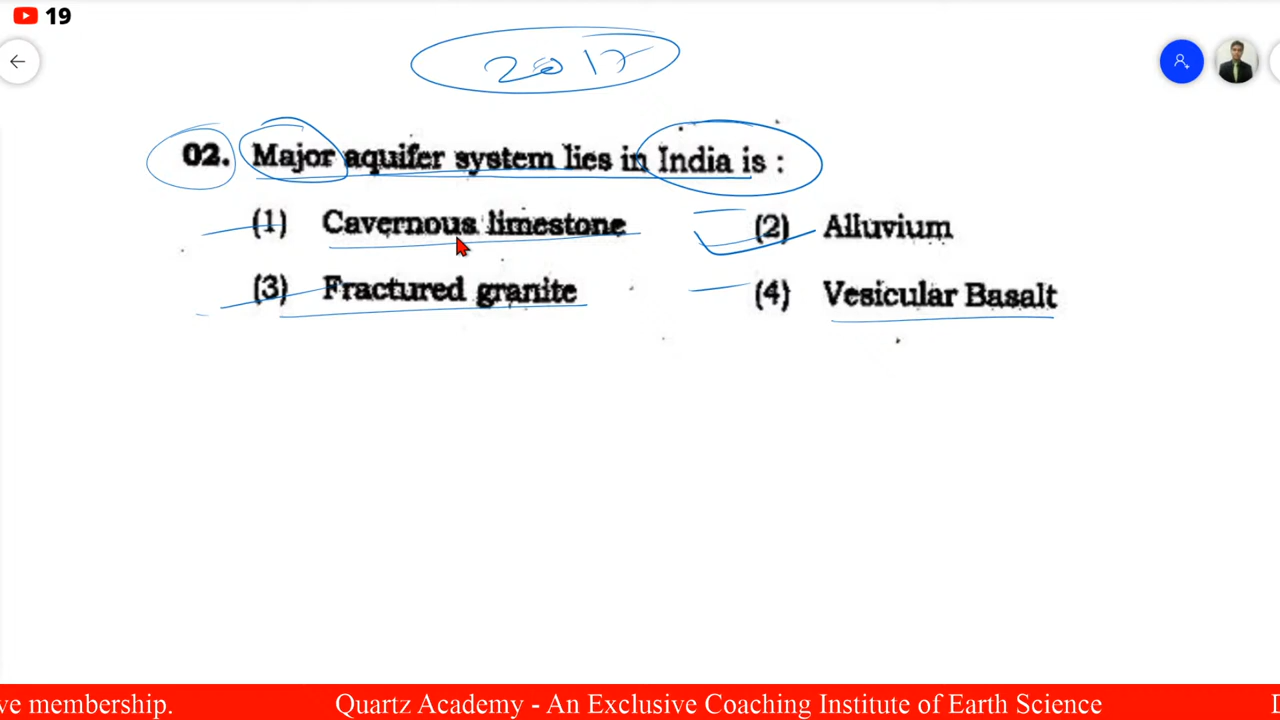 19
2017
02. Major aquifer system lies in India is :
(1) Cavernous limestone (2) Alluvium
(3) Fractured granite (4) Vesicular Basalt
ve membership. Quartz Academy - An Exclusive Coaching Institute of Earth Science D